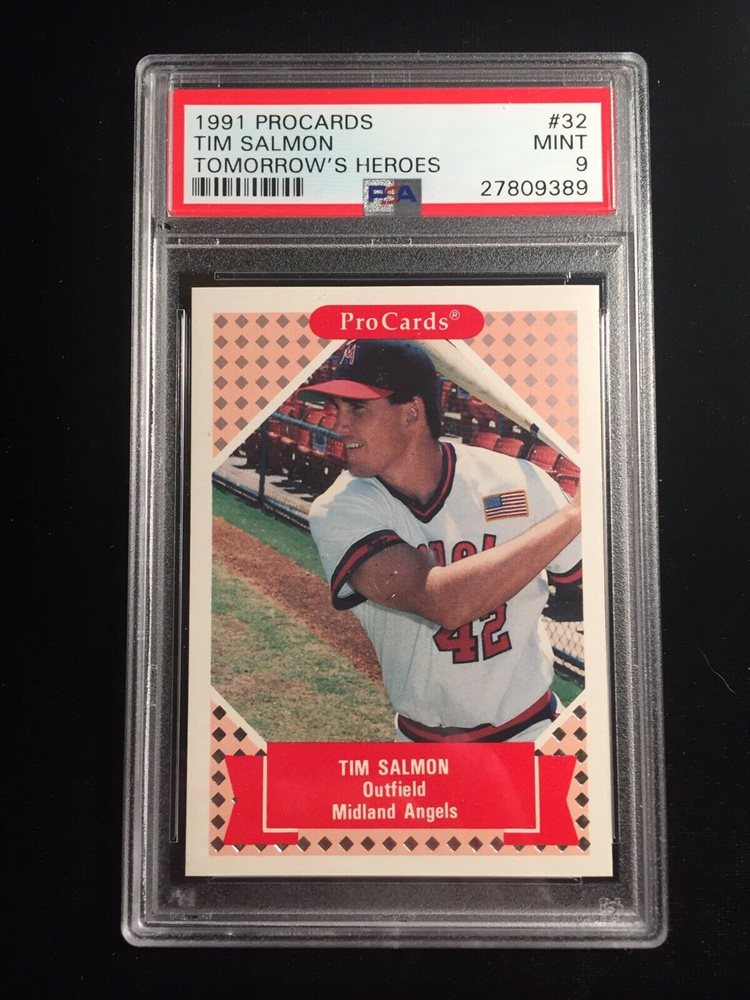 1991 PROCARDS #32
TIM SALMON MINT
TOMORROW'S HEROES 9
PSA 27809389
ProCards®
M
42
TIM SALMON
Outfield
Midland Angels